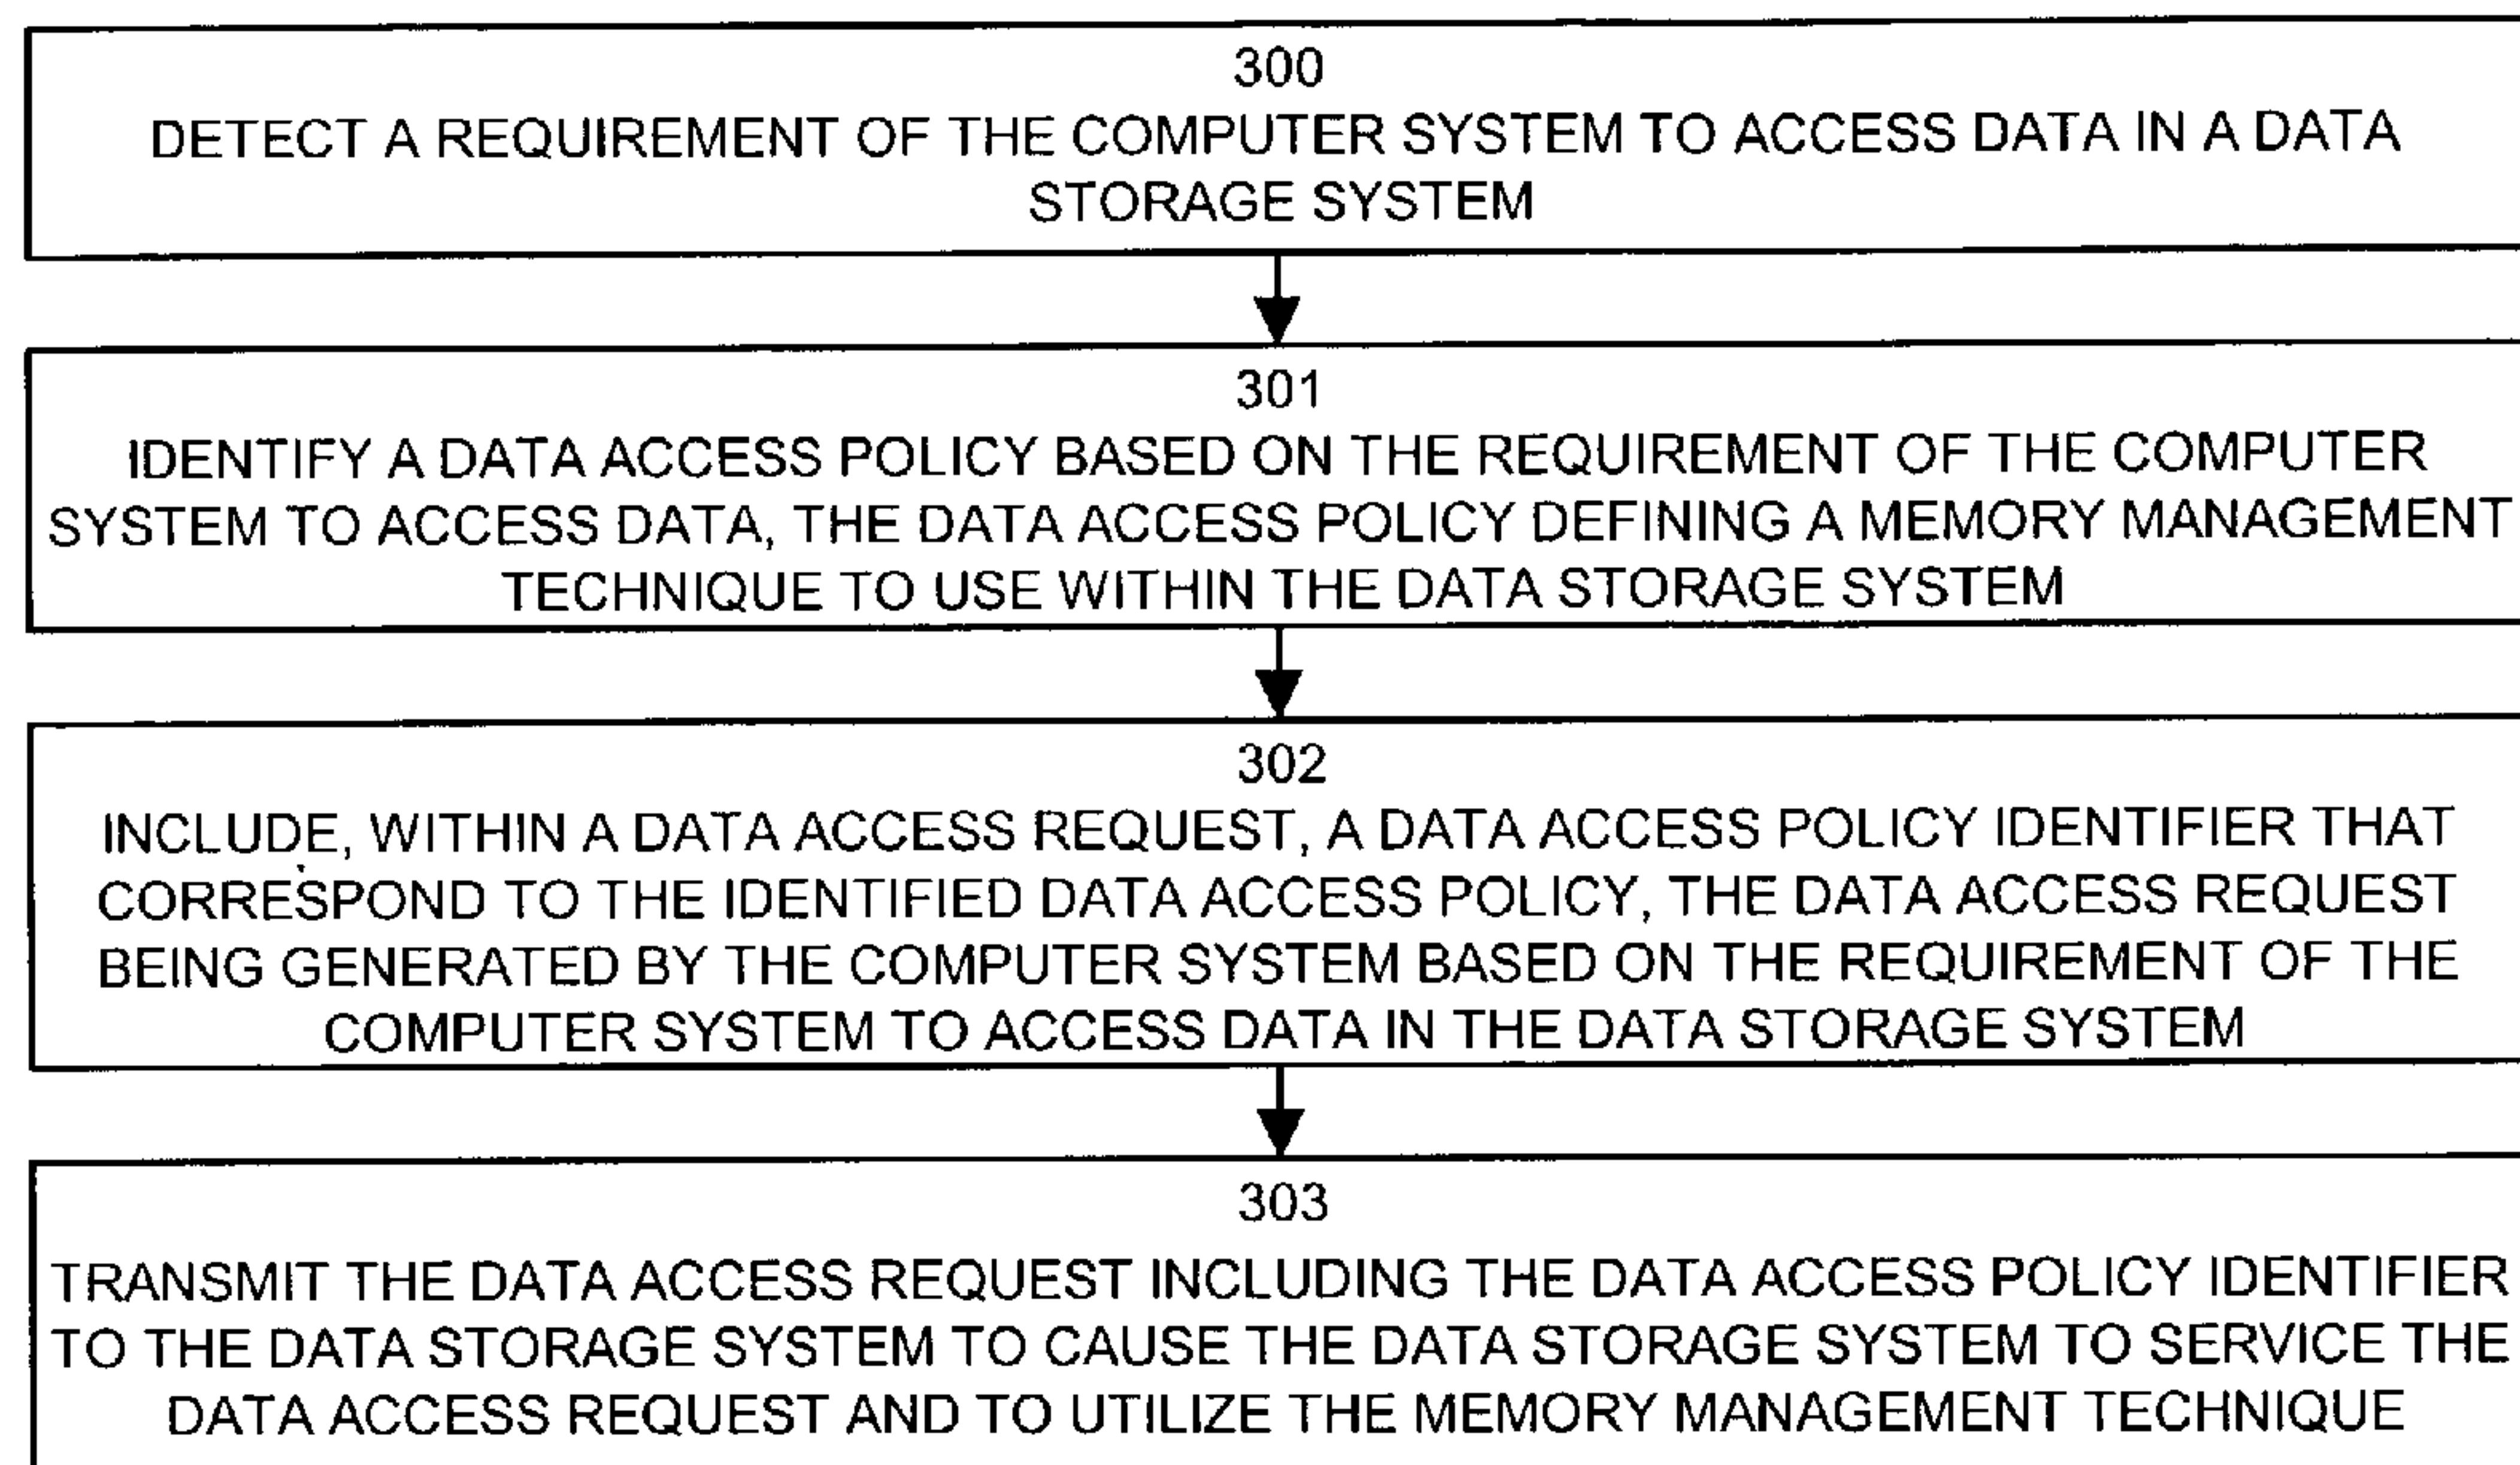 300
DETECT A REQUIREMENT OF THE COMPUTER SYSTEM TO ACCESS DATA IN A DATA
STORAGE SYSTEM
301
IDENTIFY A DATA ACCESS POLICY BASED ON THE REQUIREMENT OF THE COMPUTER
SYSTEM TO ACCESS DATA, THE DATA ACCESS POLICY DEFINING A MEMORY MANAGEMENT
TECHNIQUE TO USE WITHIN THE DATA STORAGE SYSTEM
302
INCLUDE, WITHIN A DATA ACCESS REQUEST, A DATA ACCESS POLICY IDENTIFIER THAT
CORRESPOND TO THE IDENTIFIED DATA ACCESS POLICY, THE DATA ACCESS REQUEST
BEING GENERATED BY THE COMPUTER SYSTEM BASED ON THE REQUIREMENT OF THE
COMPUTER SYSTEM TO ACCESS DATA IN THE DATA STORAGE SYSTEM
303
TRANSMIT THE DATA ACCESS REQUEST INCLUDING THE DATA ACCESS POLICY IDENTIFIER
TO THE DATA STORAGE SYSTEM TO CAUSE THE DATA STORAGE SYSTEM TO SERVICE THE
DATA ACCESS REQUEST AND TO UTILIZE THE MEMORY MANAGEMENT TECHNIQUE